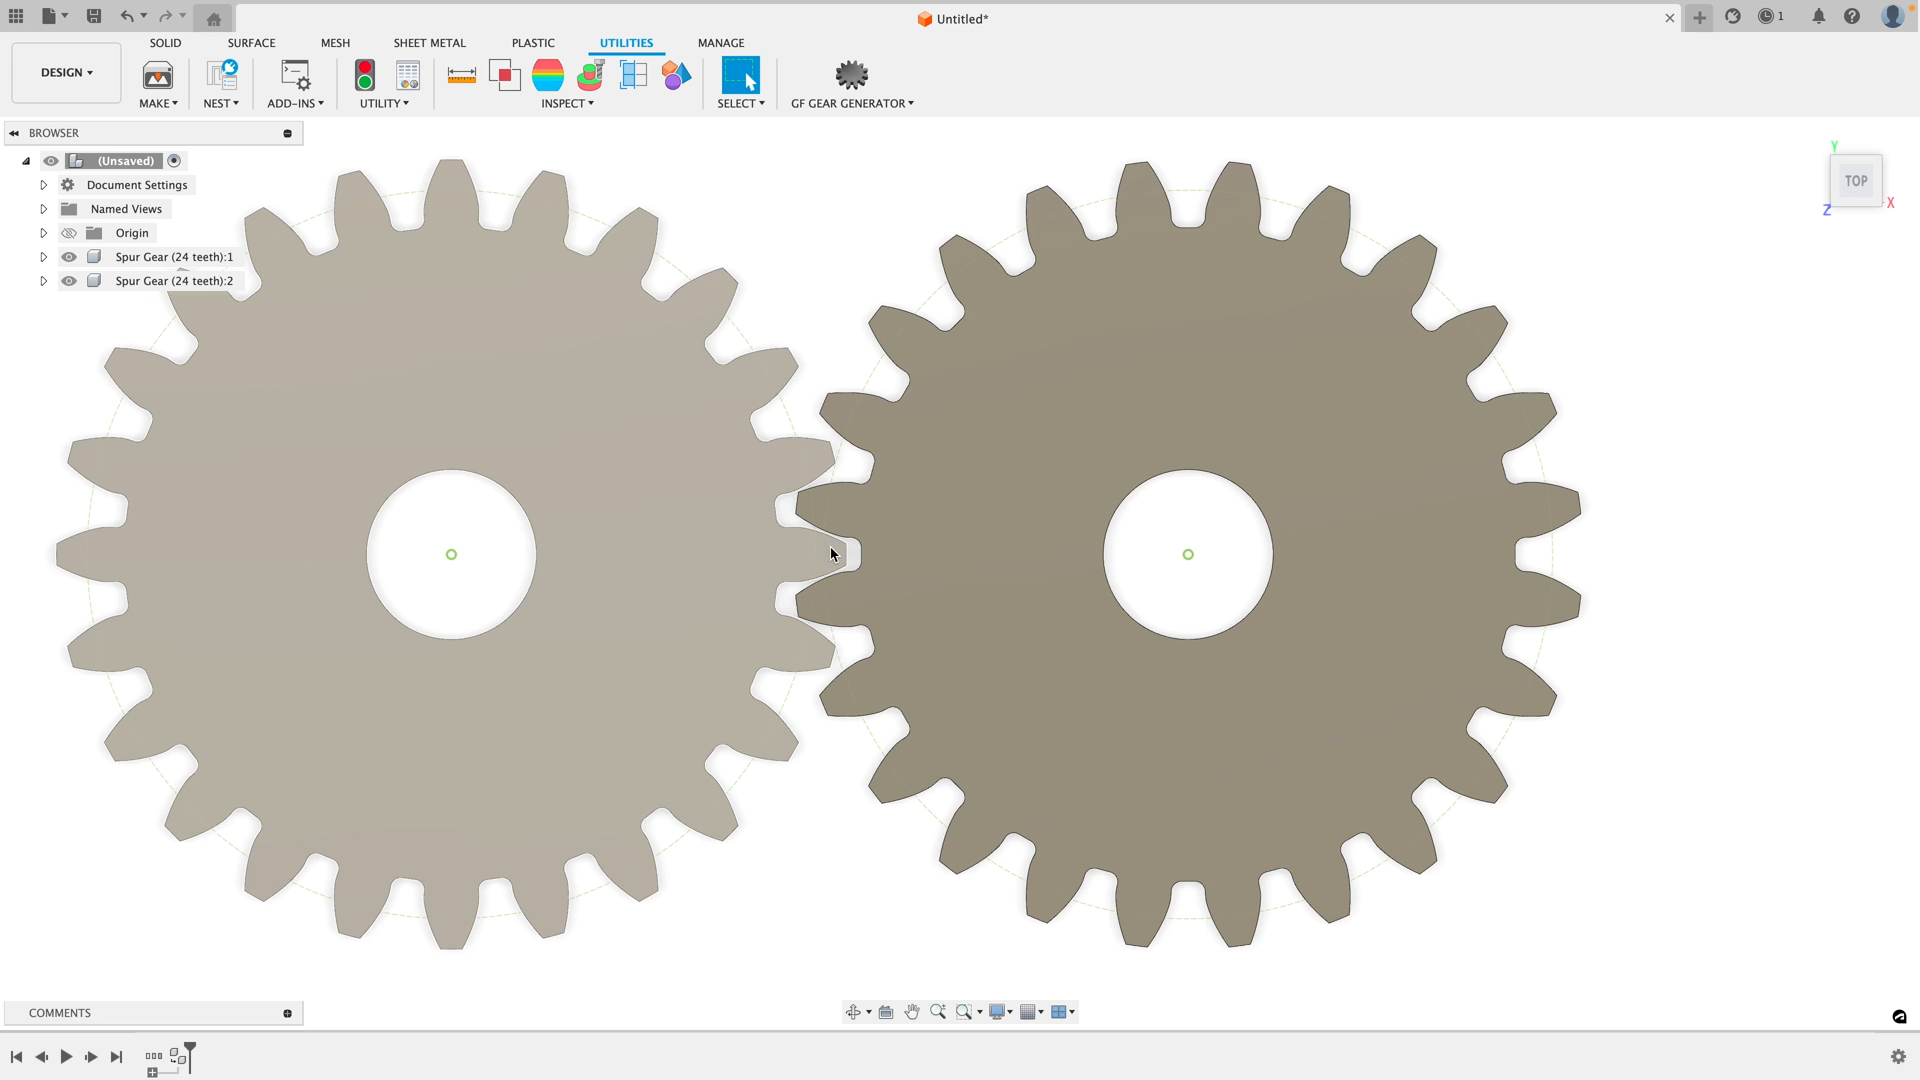 Untitled*
1
SOLID SURFACE MESH SHEET METAL PLASTIC UTILITIES MANAGE
DESIGN
MAKE NEST ADD-INS UTILITY INSPECT SELECT GF GEAR GENERATOR
BROWSER
(Unsaved)
Document Settings
Named Views
Origin
Spur Gear (24 teeth):1
Spur Gear (24 teeth):2
Y
TOP
X
Z
COMMENTS